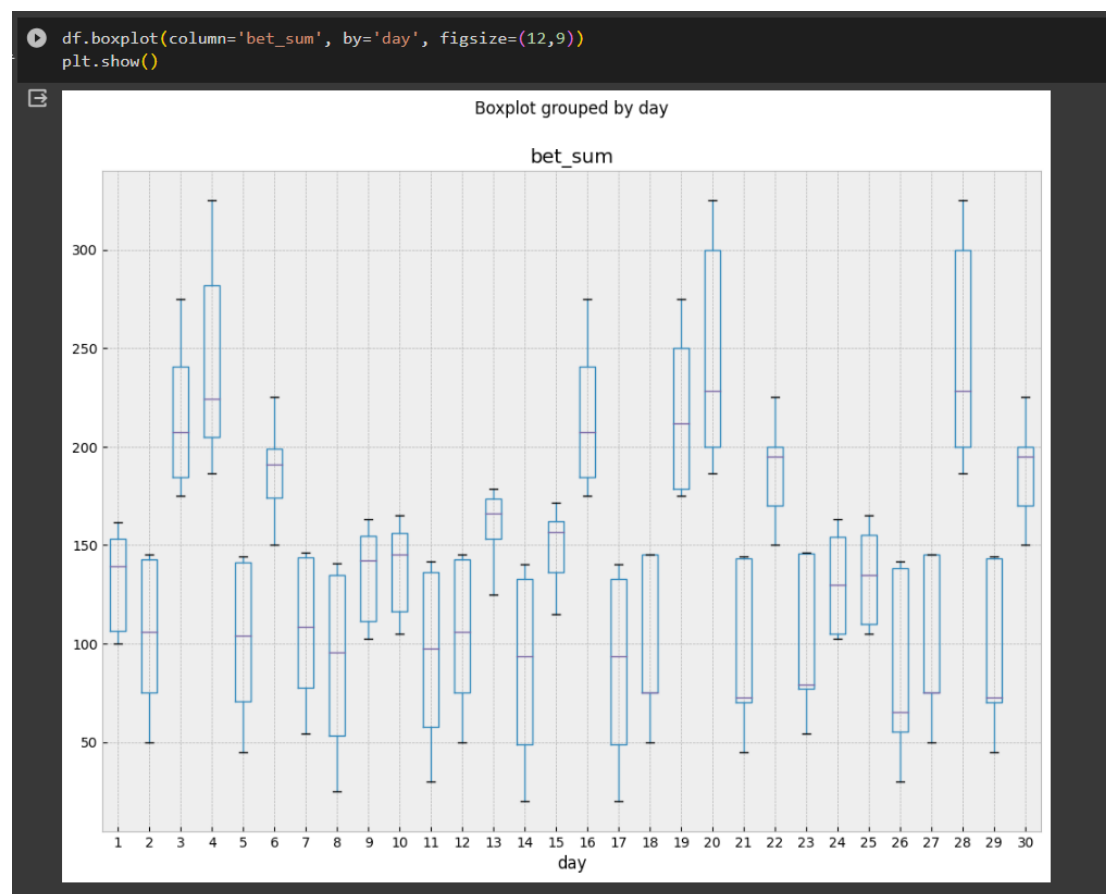 df.boxplot(column='bet_sum', by='day', figsize=(12,9))
plt.show()
Boxplot grouped by day
bet_sum
300
250
200
150
100
50
1 2 3 4 5 6 7 8 9 10 11 12 13 14 15 16 17 18 19 20 21 22 23 24 25 26 27 28 29 30
day